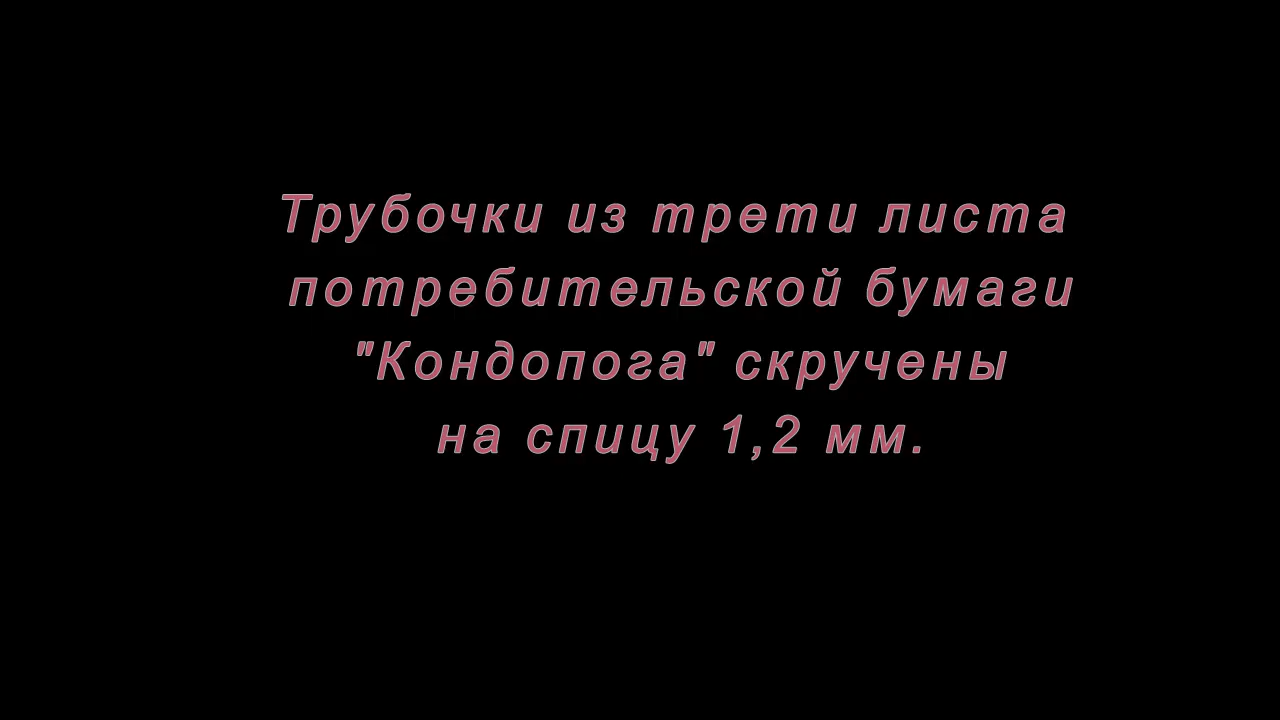 Трубочки из трети листа
потребительской бумаги
"Кондопога" скручены
на спицу 1,2 мм.